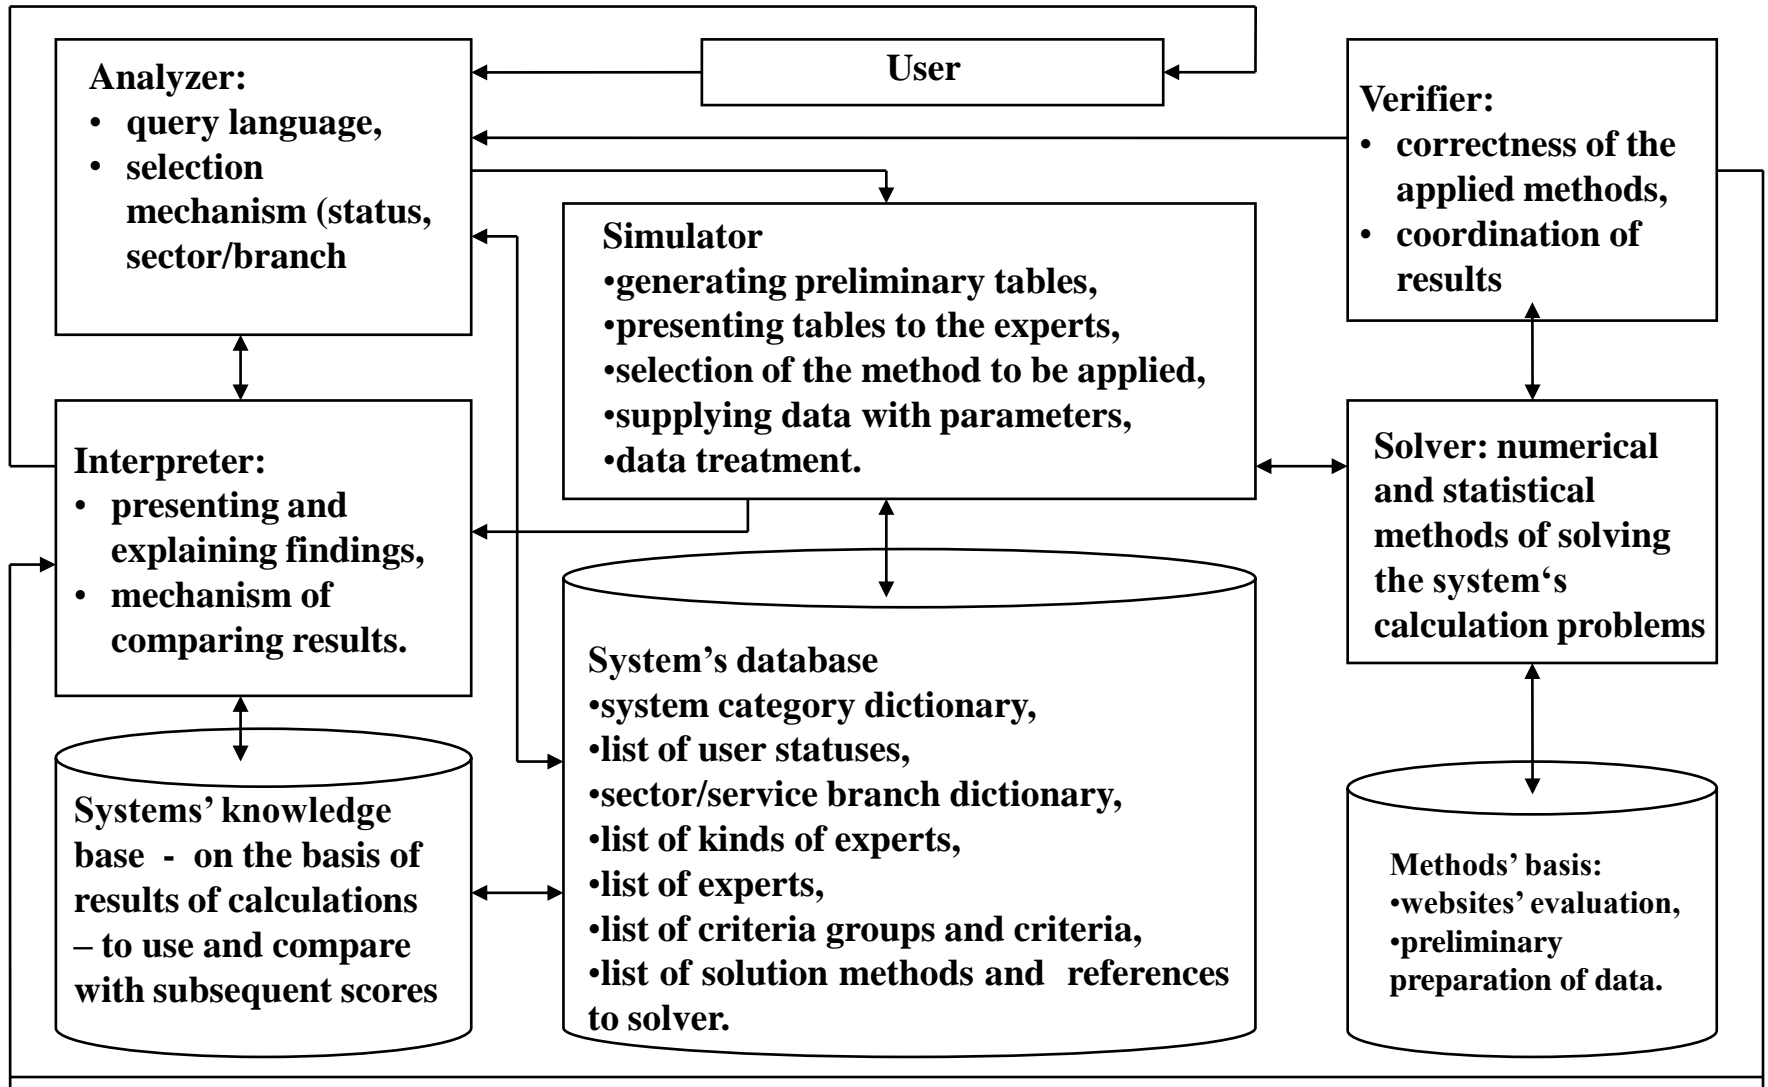 Analyzer:
• query language,
• selection
mechanism (status,
sector/branch
User
Verifier:
• correctness of the
applied methods,
• coordination of
results
Simulator
•generating preliminary tables,
•presenting tables to the experts,
•selection of the method to be applied,
•supplying data with parameters,
•data treatment.
Interpreter:
• presenting and
explaining findings,
• mechanism of
comparing results.
Solver: numerical
and statistical
methods of solving
the system‘s
calculation problems
System’s database
•system category dictionary,
•list of user statuses,
•sector/service branch dictionary,
•list of kinds of experts,
•list of experts,
•list of criteria groups and criteria,
•list of solution methods and references
to solver.
Systems’ knowledge
base - on the basis of
results of calculations
– to use and compare
with subsequent scores
Methods’ basis:
•websites’ evaluation,
•preliminary
preparation of data.